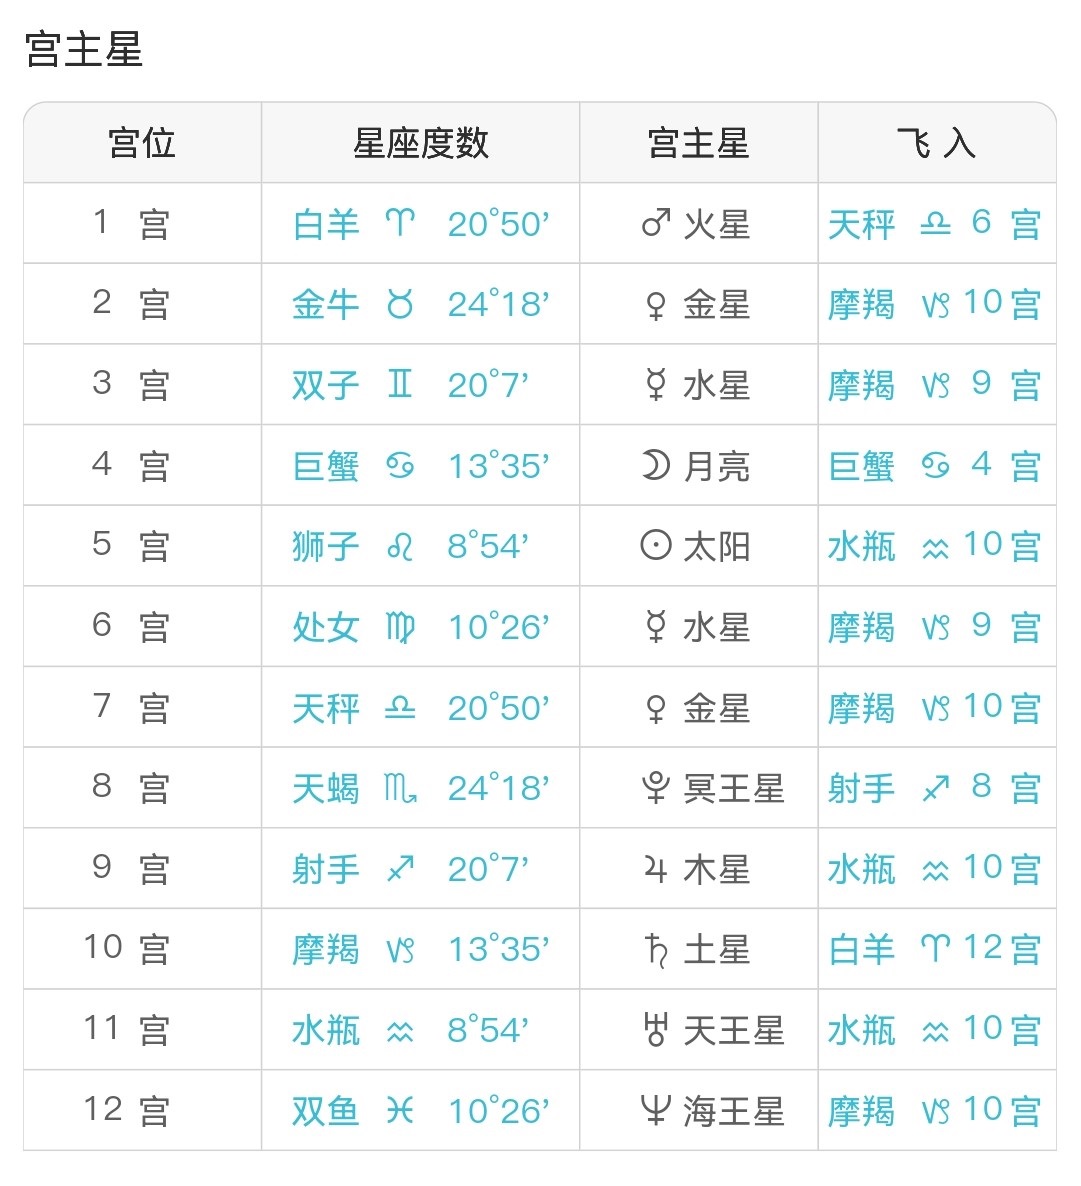 宫主星
宫位 星座度数 宫主星 飞 入
1 宫 白羊 ♈ 20°50’ ♂ 火星 天秤 ♎ 6 宫
2 宫 金牛 ♉ 24°18’ ♀ 金星 摩羯 ♑ 10 宫
3 宫 双子 ♊ 20°7’ ☿ 水星 摩羯 ♑ 9 宫
4 宫 巨蟹 ♋ 13°35’ ☽ 月亮 巨蟹 ♋ 4 宫
5 宫 狮子 ♌ 8°54’ ☉ 太阳 水瓶 ♒ 10 宫
6 宫 处女 ♍ 10°26’ ☿ 水星 摩羯 ♑ 9 宫
7 宫 天秤 ♎ 20°50’ ♀ 金星 摩羯 ♑ 10 宫
8 宫 天蝎 ♏ 24°18’ ⯓ 冥王星 射手 ♐ 8 宫
9 宫 射手 ♐ 20°7’ ♃ 木星 水瓶 ♒ 10 宫
10 宫 摩羯 ♑ 13°35’ ♄ 土星 白羊 ♈ 12 宫
11 宫 水瓶 ♒ 8°54’ ♅ 天王星 水瓶 ♒ 10 宫
12 宫 双鱼 ♓ 10°26’ ♆ 海王星 摩羯 ♑ 10 宫